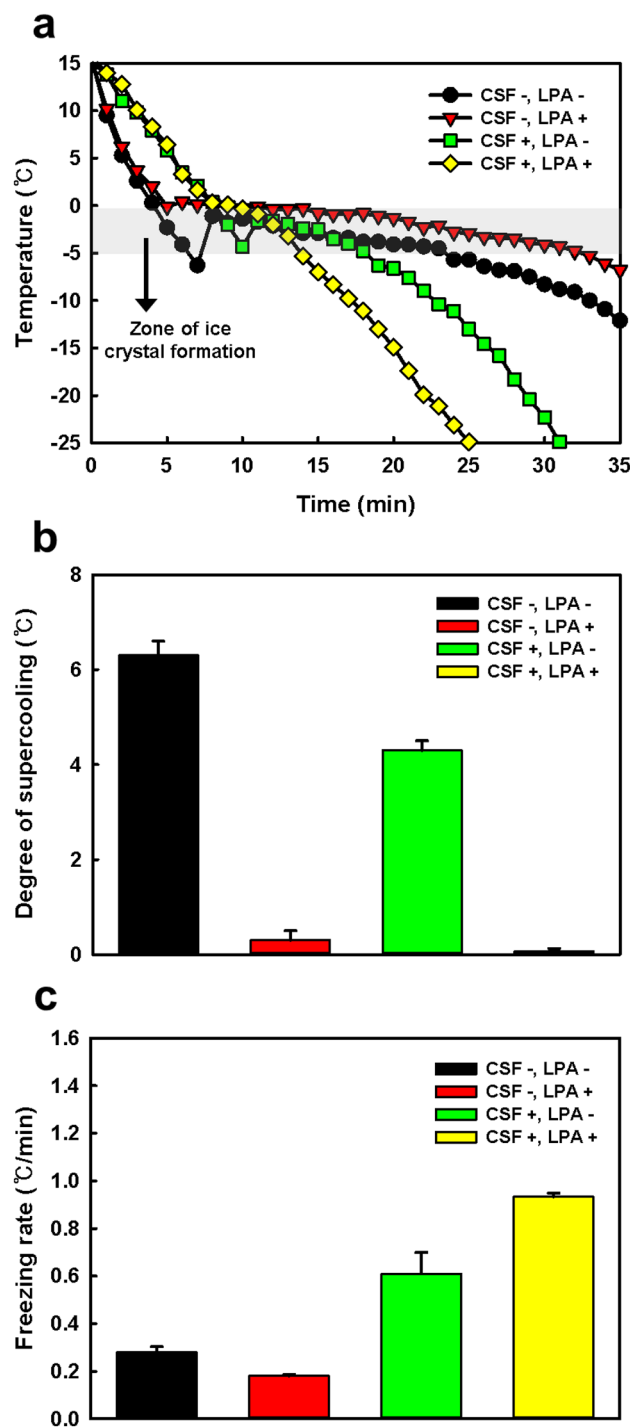 a
15
10
5
0
-5
-10
-15
-20
-25
Temperature (℃)
CSF -, LPA -
CSF -, LPA +
CSF +, LPA -
CSF +, LPA +
Zone of ice
crystal formation
0 5 10 15 20 25 30 35
Time (min)
b
8
6
4
2
0
Degree of supercooling (℃)
CSF -, LPA -
CSF -, LPA +
CSF +, LPA -
CSF +, LPA +
c
1.6
1.4
1.2
1.0
0.8
0.6
0.4
0.2
0.0
Freezing rate (℃/min)
CSF -, LPA -
CSF -, LPA +
CSF +, LPA -
CSF +, LPA +